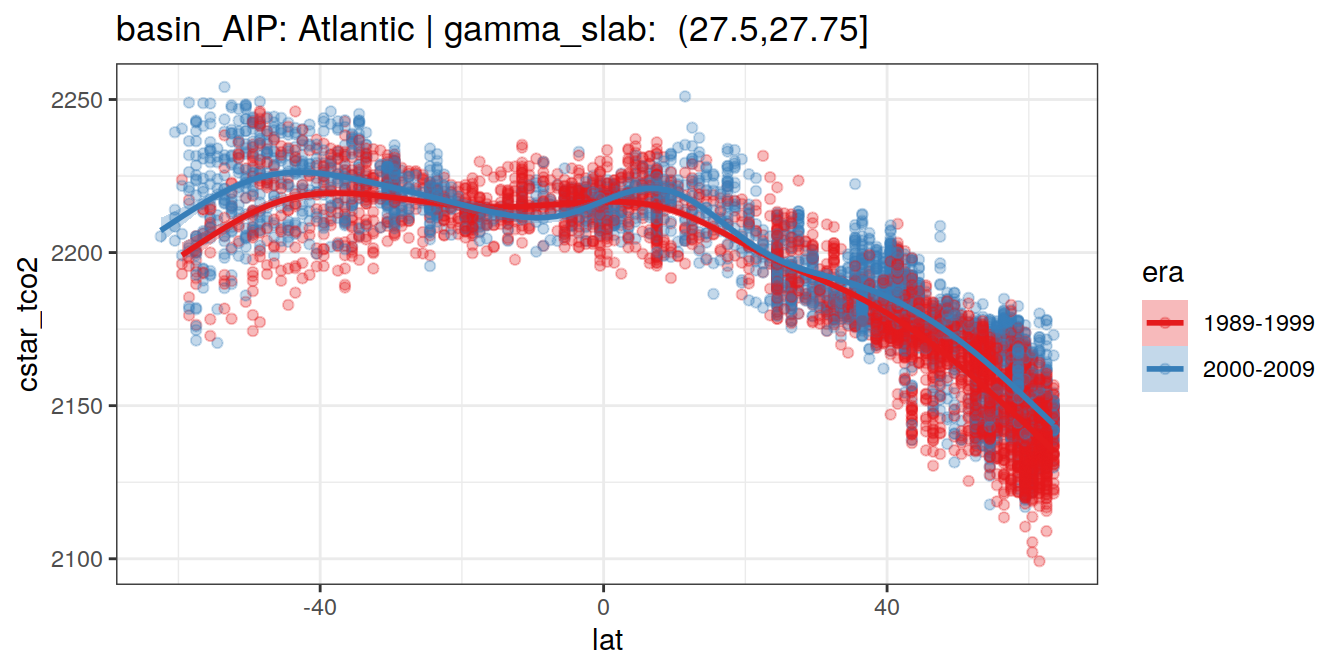 basin_AIP: Atlantic | gamma_slab:  (27.5,27.75]
2250
2200
2150
2100
cstar_tco2
-40
0
40
lat
era
1989-1999
2000-2009